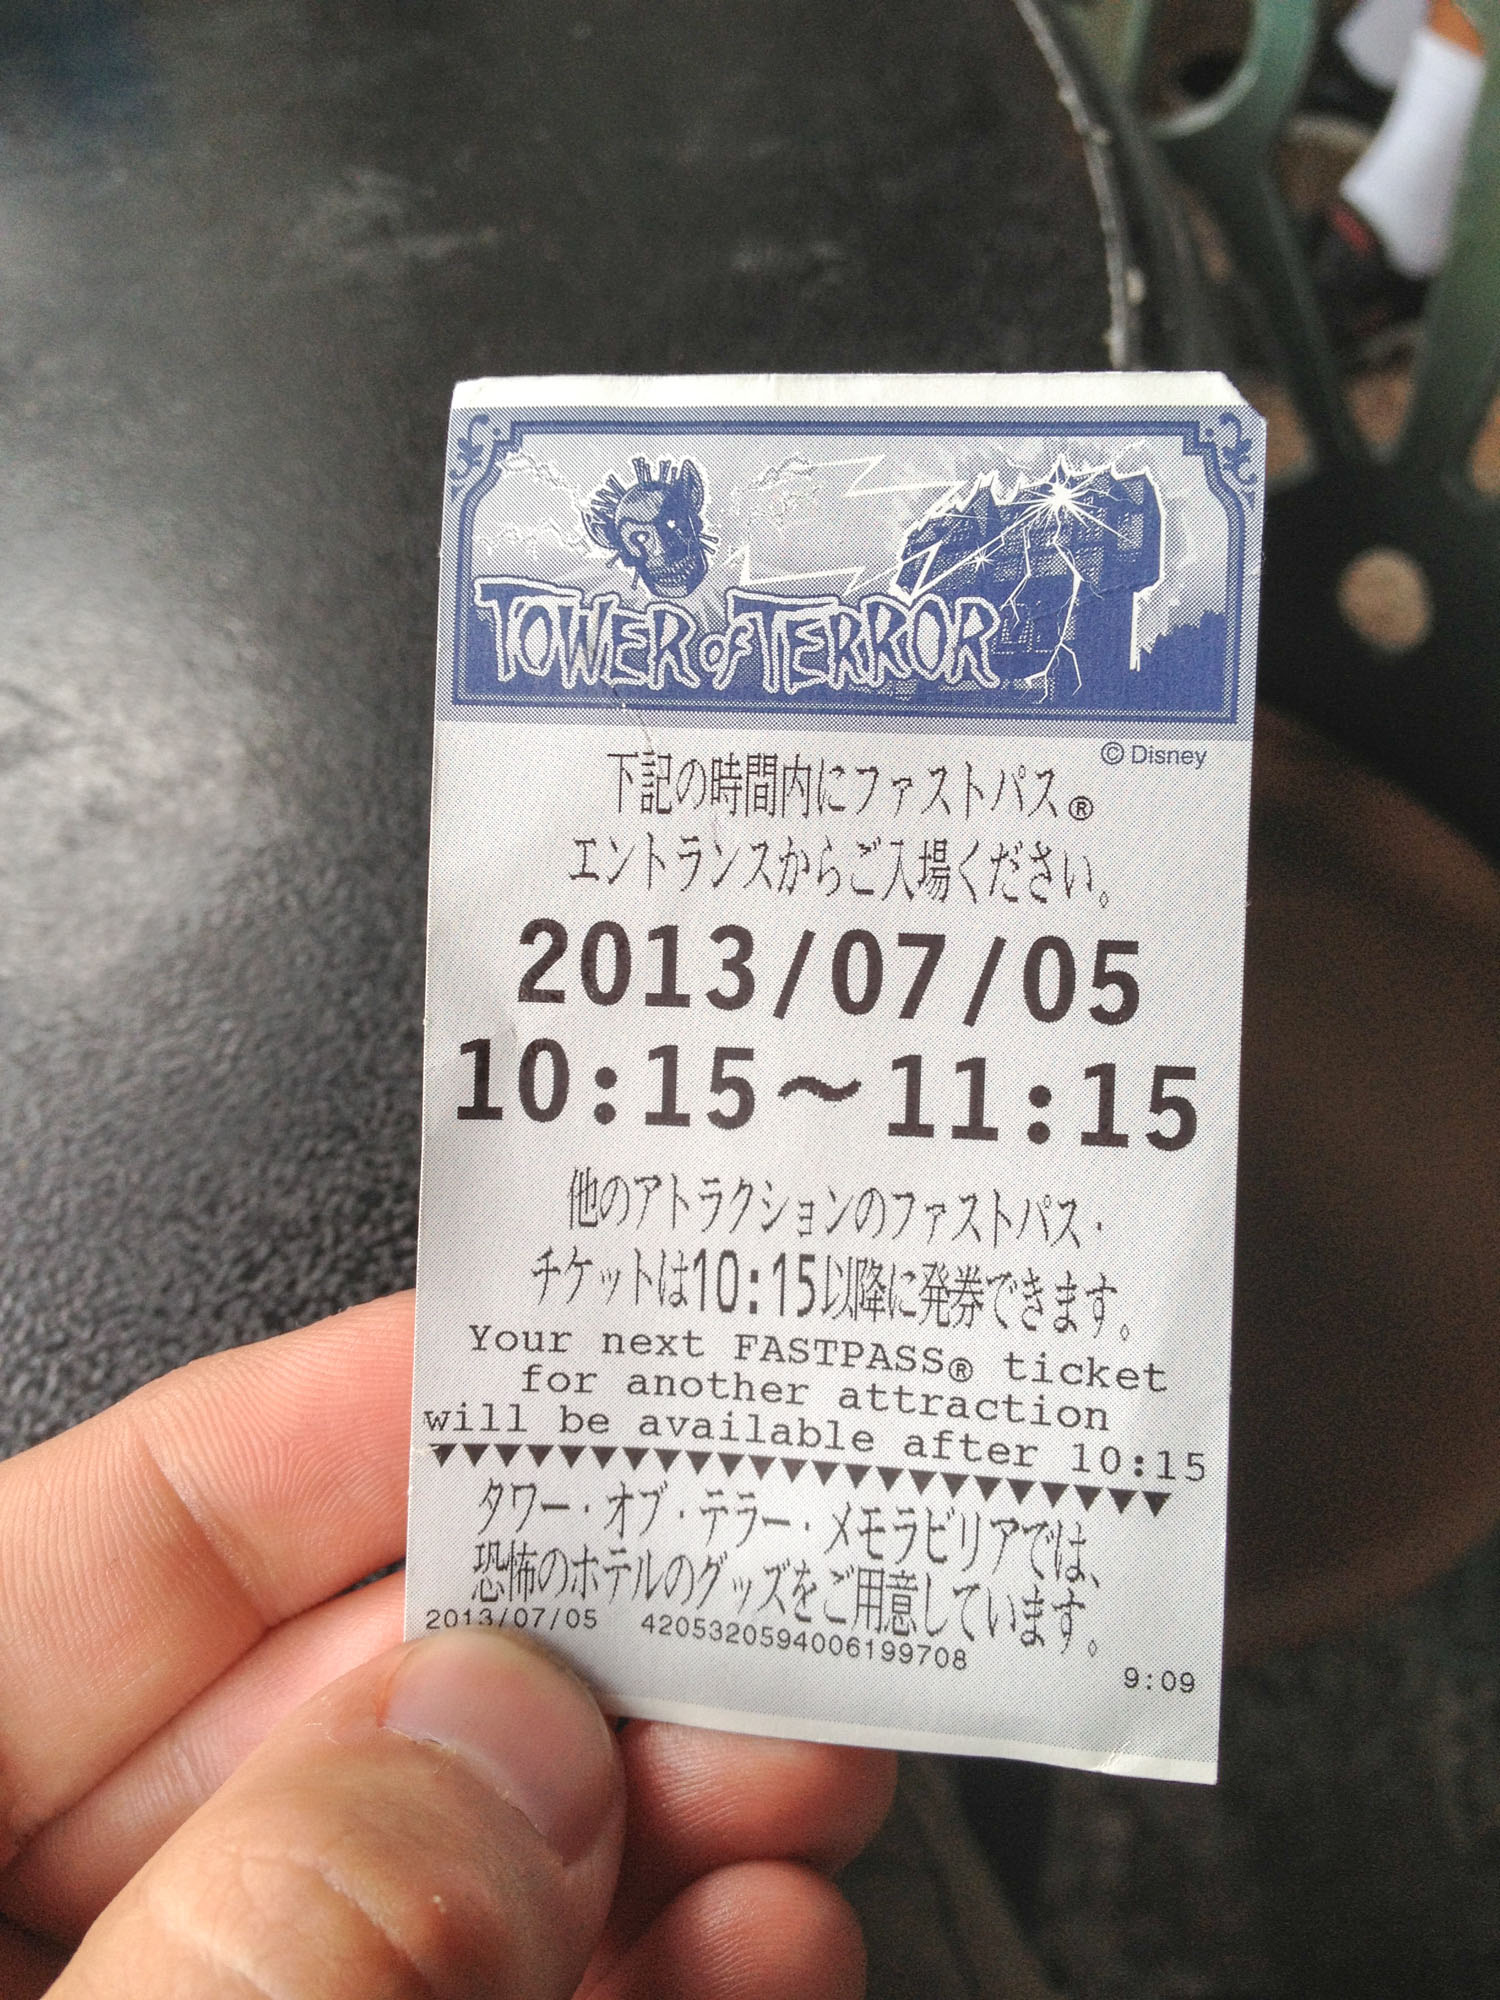 TOWER of TERROR
© Disney
下記の時間内にファストパス®
エントランスからご入場ください。
2013/07/05
10:15～11:15
他のアトラクションのファストパス・
チケットは10:15以降に発券できます。
Your next FASTPASS® ticket
for another attraction
will be available after 10:15
▼▼▼▼▼▼▼▼▼▼▼▼▼▼▼▼▼▼▼▼▼▼▼▼
タワー・オブ・テラー・メモラビリアでは、
恐怖のホテルのグッズをご用意しています。
2013/07/05 42053205940061​99708
9:09